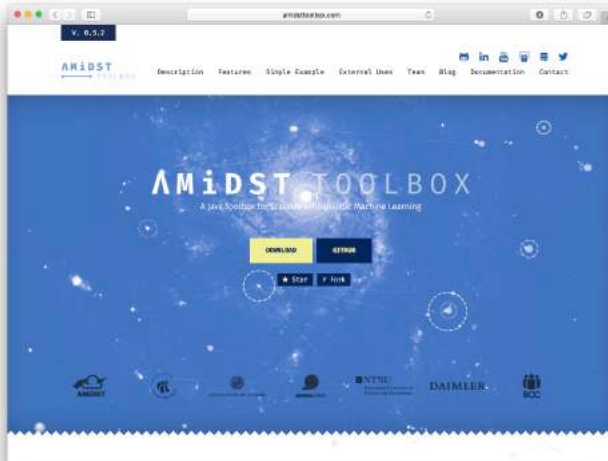 amidsttoolbox.com
V. 0.5.2
AMiDST
TOOLBOX
Description Features Simple Example External Uses Team Blog Documentation Contact
AMiDST TOOLBOX
A Java Toolbox for Scalable Probabilistic Machine Learning
DOWNLOAD GITHUB
Star Fork
AMIDST
NTNU
DAIMLER
BCC